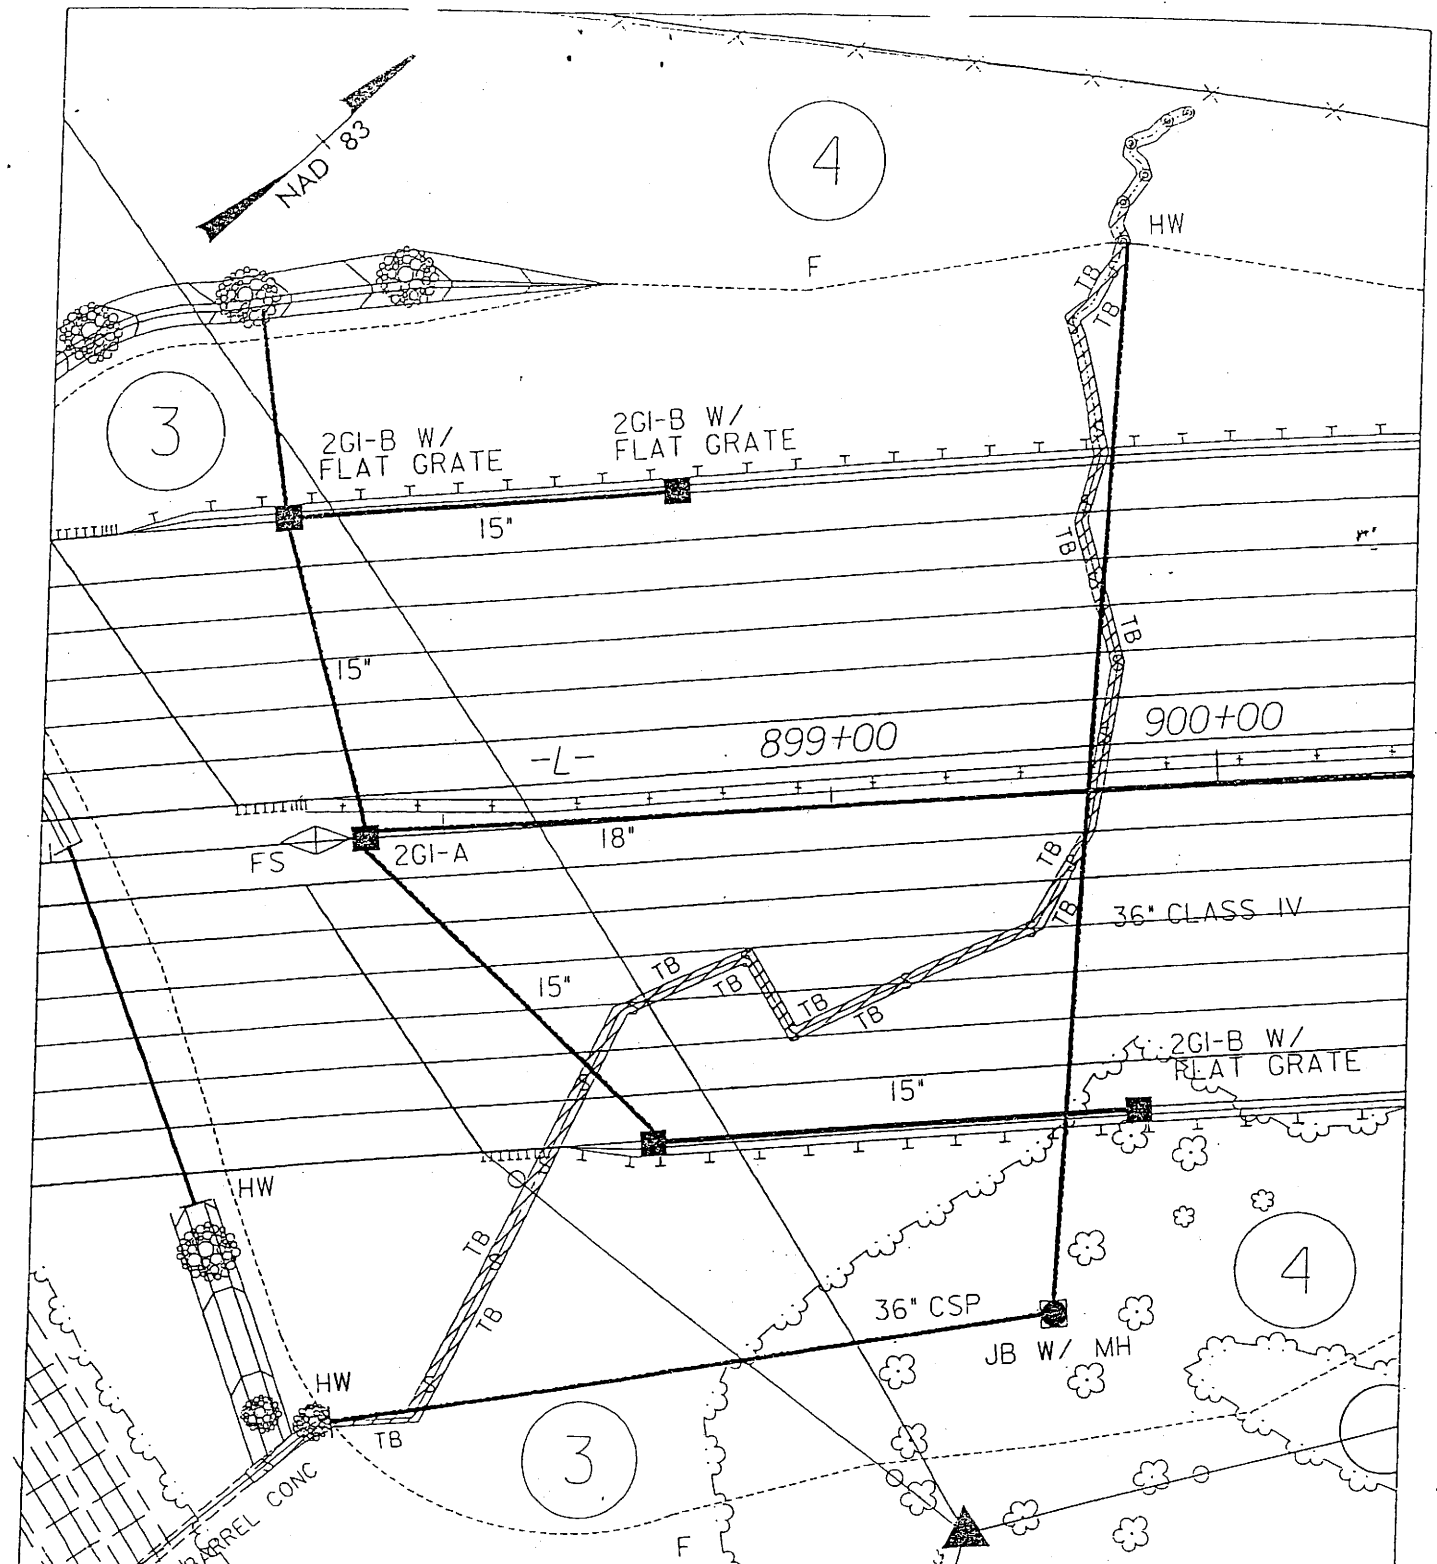 NAD 83
4
HW
F
TB
TB
3
2GI-B W/
FLAT GRATE
2GI-B W/
FLAT GRATE
15"
TB
TB
15"
-L-
899+00
900+00
18"
FS
2GI-A
TB
TB
36" CLASS IV
15"
TB
TB
TB
TB
2GI-B W/
FLAT GRATE
15"
HW
TB
TB
4
36" CSP
JB W/ MH
HW
TB
3
BARREL CONC
F